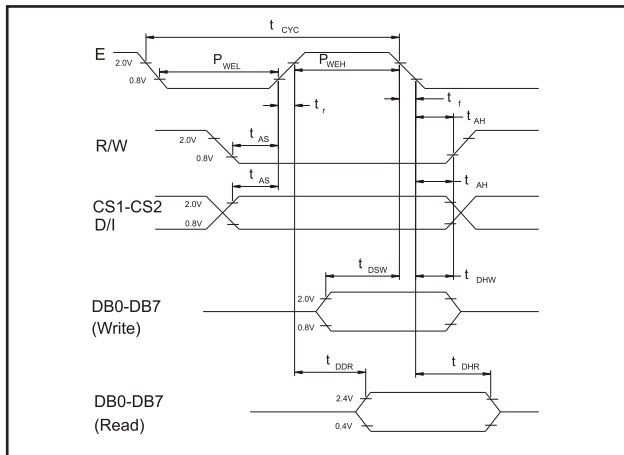 t CYC
E
2.0V
0.8V
P WEL
P WEH
t r
t f
t AH
R/W
2.0V
0.8V
t AS
CS1-CS2
D/I
2.0V
0.8V
t AS
t AH
t DSW
t DHW
DB0-DB7
(Write)
2.0V
0.8V
t DDR
t DHR
DB0-DB7
(Read)
2.4V
0.4V